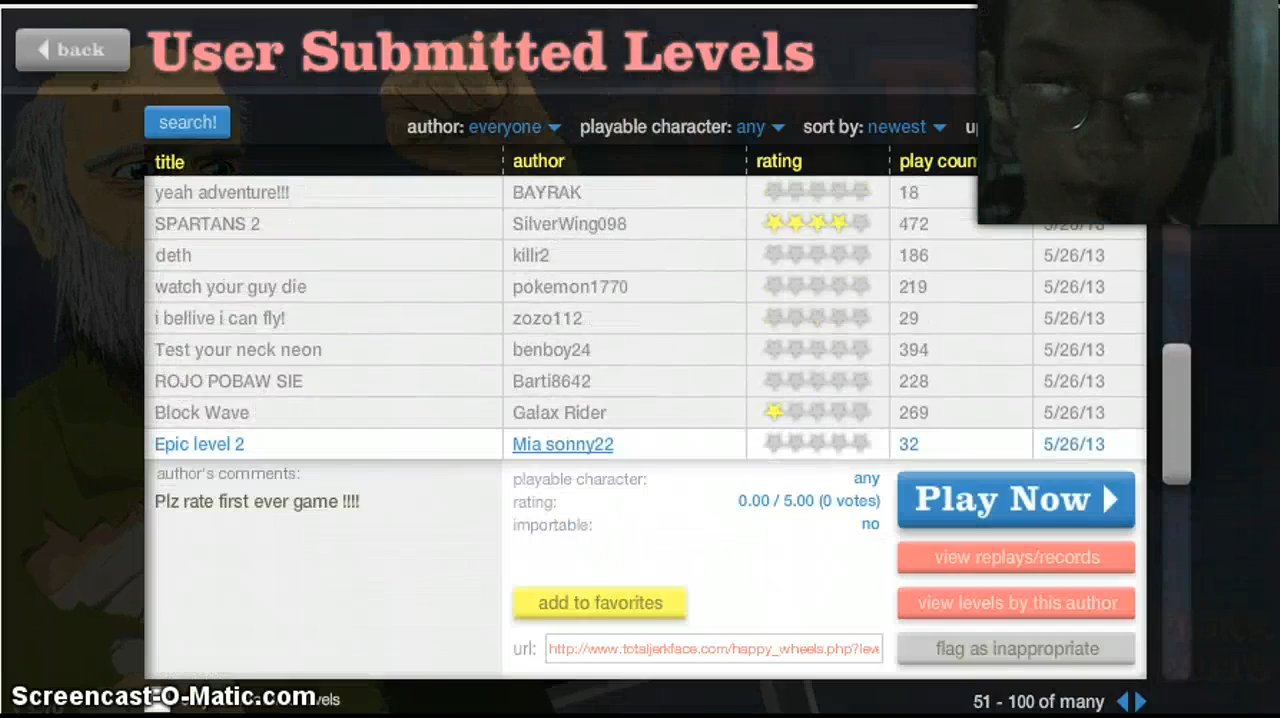 back
User Submitted Levels
search!
author: everyone playable character: any sort by: newest
title author rating play coun
yeah adventure!!! BAYRAK 18
SPARTANS 2 SilverWing098 472 5/26/13
deth killr2 186 5/26/13
watch your guy die pokemon1770 219 5/26/13
i bellive i can fly! zozo112 29 5/26/13
Test your neck neon benboy24 394 5/26/13
ROJO POBAW SIE Barti8642 228 5/26/13
Block Wave Galax Rider 269 5/26/13
Epic level 2 Mia sonny22 32 5/26/13
author's comments: playable character: any
Plz rate first ever game !!!! rating: 0.00 / 5.00 (0 votes)
importable: no
Play Now
view replays/records
add to favorites view levels by this author
url: http://www.totaljerkface.com/happy_wheels.php?leve flag as inappropriate
Screencast-O-Matic.com 51 - 100 of many